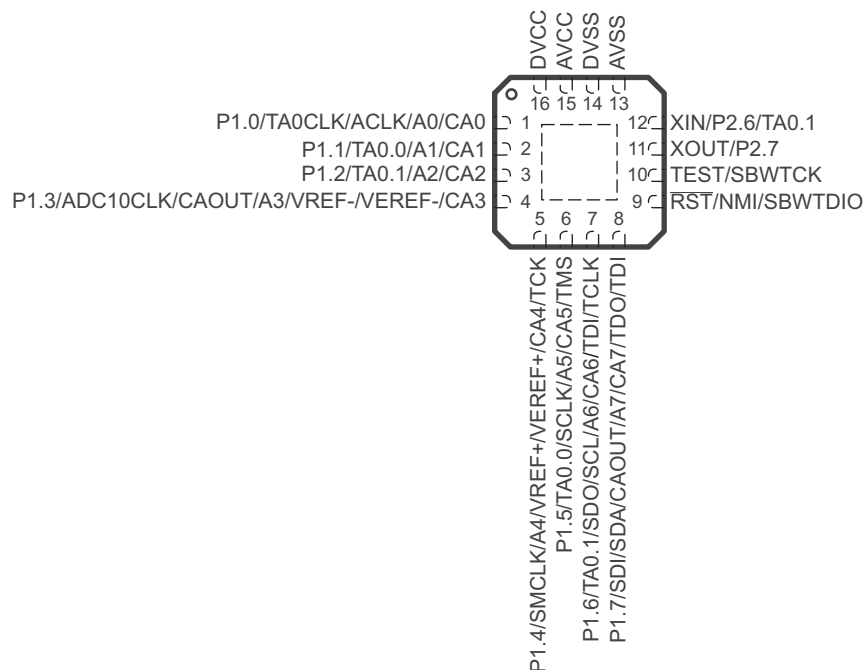 DVCC
AVCC
DVSS
AVSS
16
15
14
13
P1.0/TA0CLK/ACLK/A0/CA0
1
12
XIN/P2.6/TA0.1
P1.1/TA0.0/A1/CA1
2
11
XOUT/P2.7
P1.2/TA0.1/A2/CA2
3
10
TEST/SBWTCK
P1.3/ADC10CLK/CAOUT/A3/VREF-/VEREF-/CA3
4
9
RST/NMI/SBWTDIO
5
6
7
8
P1.4/SMCLK/A4/VREF+/VEREF+/CA4/TCK
P1.5/TA0.0/SCLK/A5/CA5/TMS
P1.6/TA0.1/SDO/SCL/A6/CA6/TDI/TCLK
P1.7/SDI/SDA/CAOUT/A7/CA7/TDO/TDI